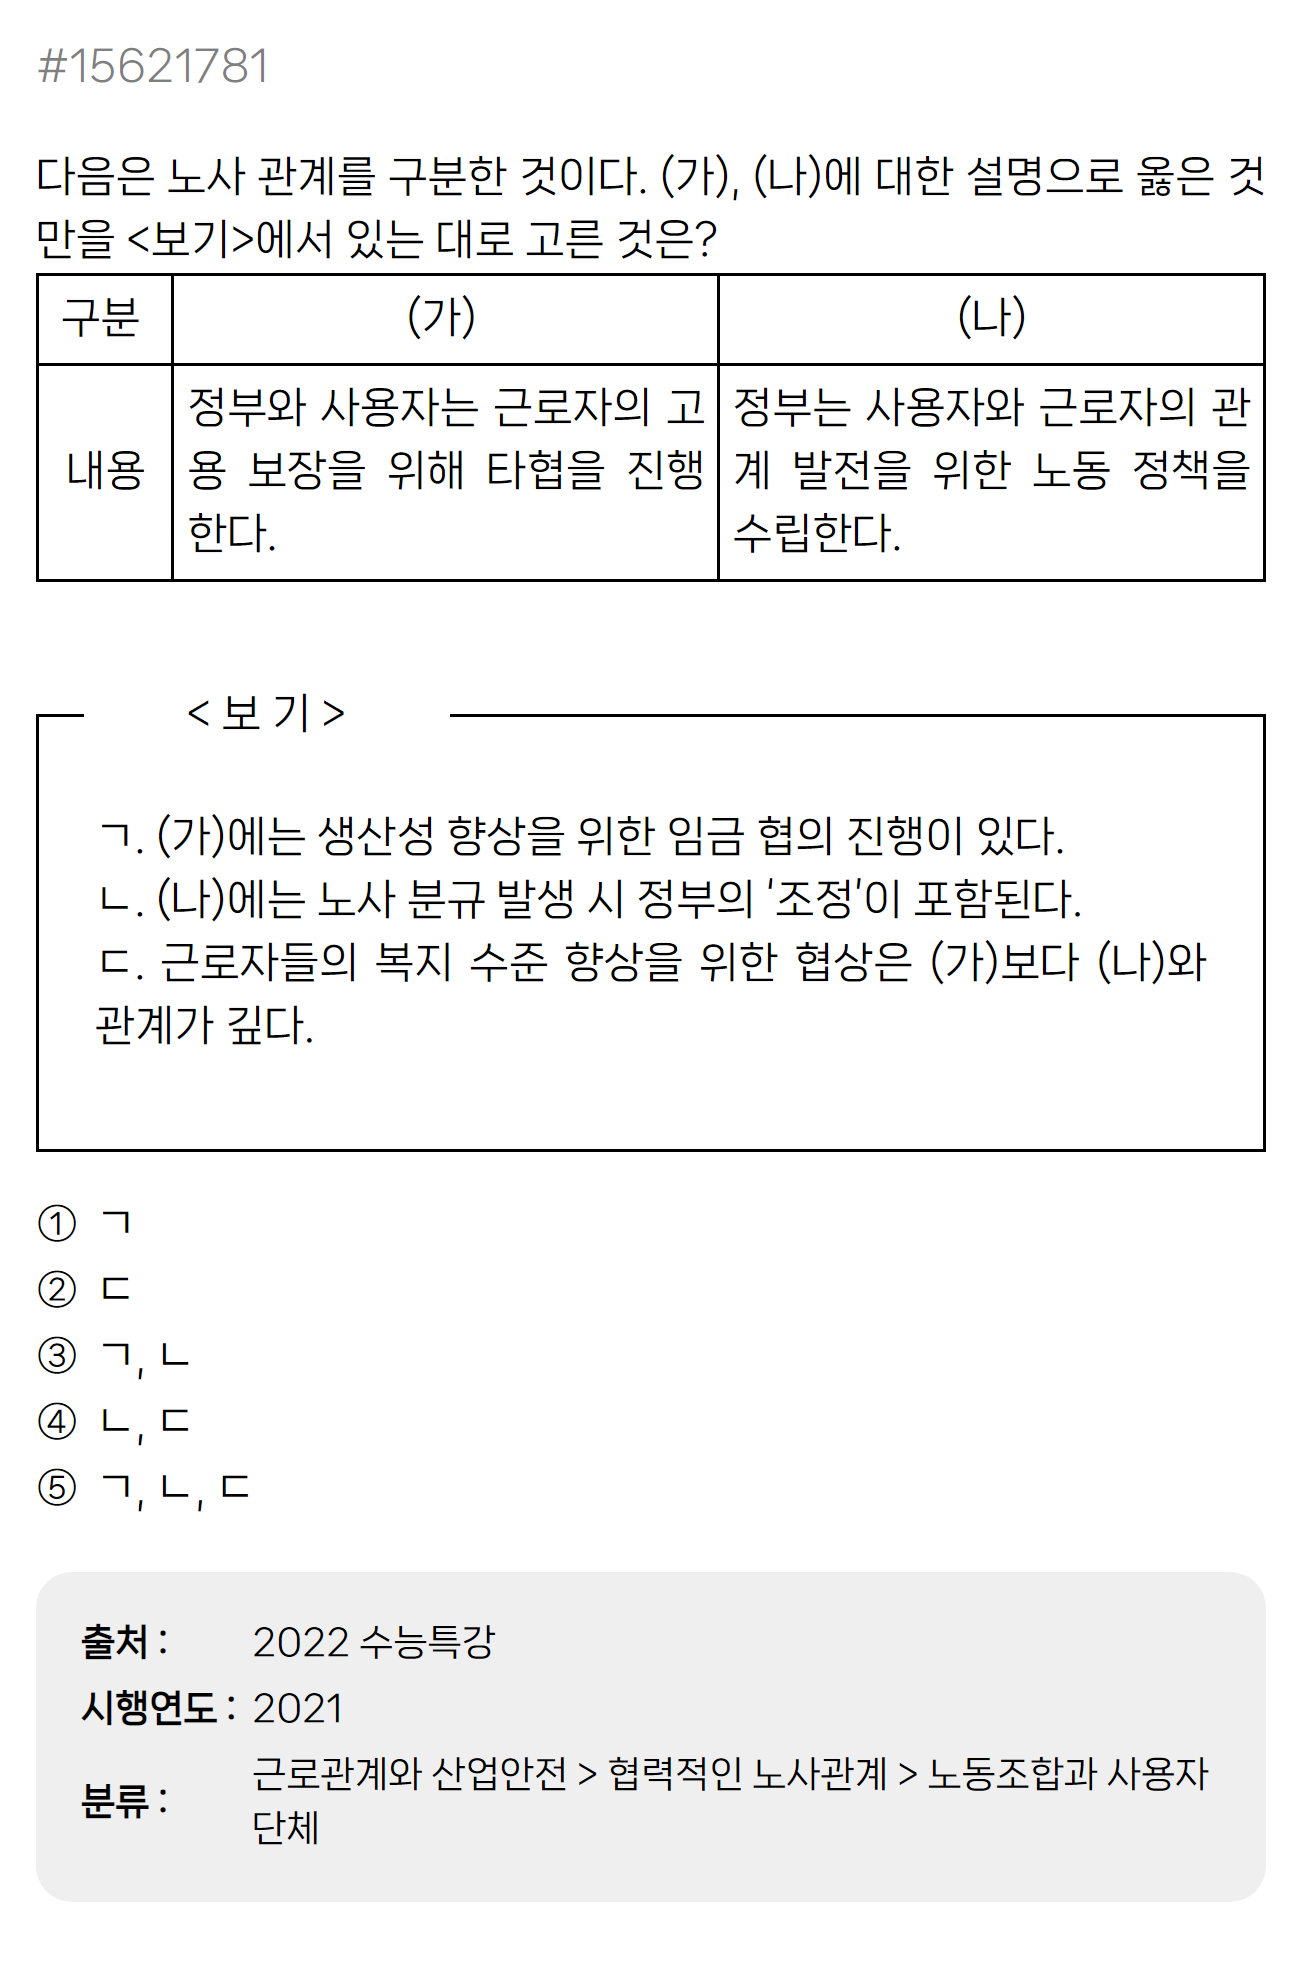 #15621781
다음은 노사 관계를 구분한 것이다. (가), (나)에 대한 설명으로 옳은 것
만을 <보기>에서 있는 대로 고른 것은?
구분 (가) (나)
내용
정부와 사용자는 근로자의 고
용 보장을 위해 타협을 진행
한다.
정부는 사용자와 근로자의 관
계 발전을 위한 노동 정책을
수립한다.
< 보 기 >
ㄱ. (가)에는 생산성 향상을 위한 임금 협의 진행이 있다.
ㄴ. (나)에는 노사 분규 발생 시 정부의 '조정'이 포함된다.
ㄷ. 근로자들의 복지 수준 향상을 위한 협상은 (가)보다 (나)와
관계가 깊다.
① ㄱ
② ㄷ
③ ㄱ, ㄴ
④ ㄴ, ㄷ
⑤ ㄱ, ㄴ, ㄷ
출처 : 2022 수능특강
시행연도 : 2021
분류 : 근로관계와 산업안전 > 협력적인 노사관계 > 노동조합과 사용자
단체